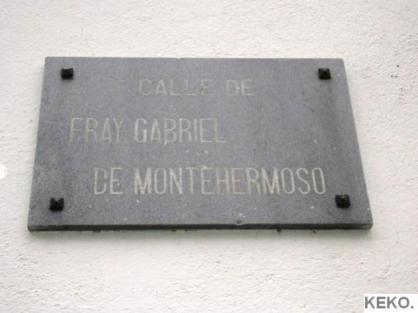 CALLE DE
FRAY GABRIEL
DE MONTEHERMOSO
KEKO.